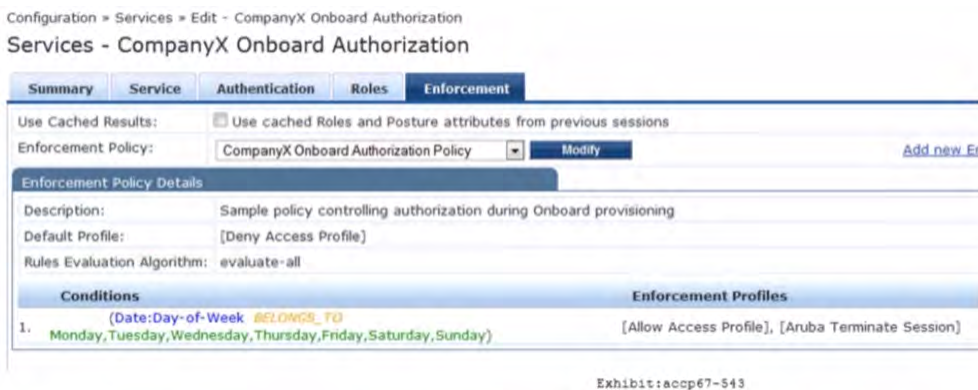 Configuration » Services » Edit - CompanyX Onboard Authorization
Services - CompanyX Onboard Authorization
Summary Service Authentication Roles Enforcement
Use Cached Results: Use cached Roles and Posture attributes from previous sessions
Enforcement Policy: CompanyX Onboard Authorization Policy Modify Add new En
Enforcement Policy Details
Description: Sample policy controlling authorization during Onboard provisioning
Default Profile: [Deny Access Profile]
Rules Evaluation Algorithm: evaluate-all
Conditions Enforcement Profiles
1. (Date:Day-of-Week BELONGS_TO
Monday,Tuesday,Wednesday,Thursday,Friday,Saturday,Sunday) [Allow Access Profile], [Aruba Terminate Session]
Exhibit:accp67-543